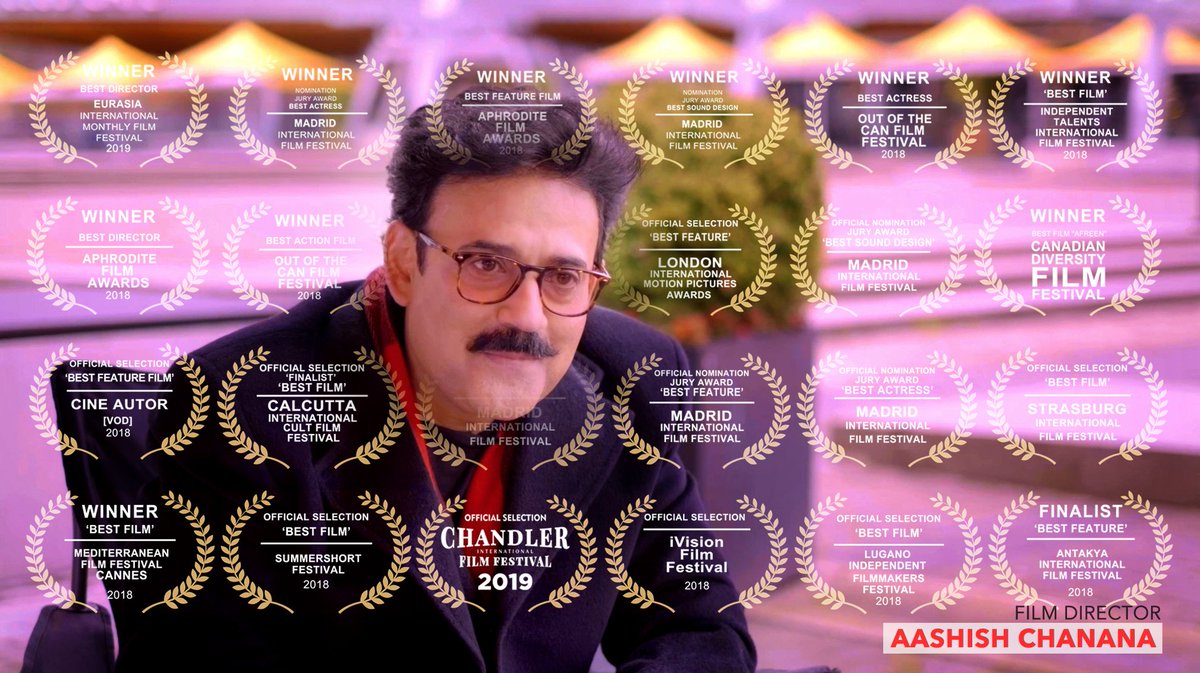 WINNER
BEST DIRECTOR
EURASIA
INTERNATIONAL
MONTHLY FILM
FESTIVAL
2019
WINNER
NOMINATION
JURY AWARD
BEST ACTRESS
MADRID
INTERNATIONAL
FILM FESTIVAL
WINNER
BEST FEATURE FILM
APHRODITE
FILM
AWARDS
2018
WINNER
NOMINATION
JURY AWARD
BEST SOUND DESIGN
MADRID
INTERNATIONAL
FILM FESTIVAL
WINNER
BEST ACTRESS
OUT OF THE
CAN FILM
FESTIVAL
2018
WINNER
'BEST FILM'
INDEPENDENT
TALENTS
INTERNATIONAL
FILM FESTIVAL
2018
WINNER
BEST DIRECTOR
APHRODITE
FILM
AWARDS
2018
WINNER
BEST ACTION FILM
OUT OF THE
CAN FILM
FESTIVAL
2018
OFFICIAL SELECTION
'BEST FEATURE'
LONDON
INTERNATIONAL
MOTION PICTURES
AWARDS
OFFICIAL NOMINATION
JURY AWARD
'BEST SOUND DESIGN'
MADRID
INTERNATIONAL
FILM FESTIVAL
WINNER
BEST FILM "AFREEN"
CANADIAN
DIVERSITY
FILM
FESTIVAL
OFFICIAL SELECTION
'BEST FEATURE FILM'
CINE AUTOR
[VOD]
2018
OFFICIAL SELECTION
'FINALIST'
'BEST FILM'
CALCUTTA
INTERNATIONAL
CULT FILM
FESTIVAL
MADRID
INTERNATIONAL
FILM FESTIVAL
OFFICIAL NOMINATION
JURY AWARD
'BEST FEATURE'
MADRID
INTERNATIONAL
FILM FESTIVAL
OFFICIAL NOMINATION
JURY AWARD
'BEST ACTRESS'
MADRID
INTERNATIONAL
FILM FESTIVAL
OFFICIAL SELECTION
'BEST FILM'
STRASBURG
INTERNATIONAL
FILM FESTIVAL
WINNER
'BEST FILM'
MEDITERRANEAN
FILM FESTIVAL
CANNES
2018
OFFICIAL SELECTION
'BEST FILM'
SUMMERSHORT
FESTIVAL
2018
OFFICIAL SELECTION
CHANDLER
INTERNATIONAL
FILM FESTIVAL
2019
OFFICIAL SELECTION
iVision
Film
Festival
2018
OFFICIAL SELECTION
'BEST FILM'
LUGANO
INDEPENDENT
FILMMAKERS
FESTIVAL
2018
FINALIST
'BEST FEATURE'
ANTAKYA
INTERNATIONAL
FILM FESTIVAL
2018
FILM DIRECTOR
AASHISH CHANANA